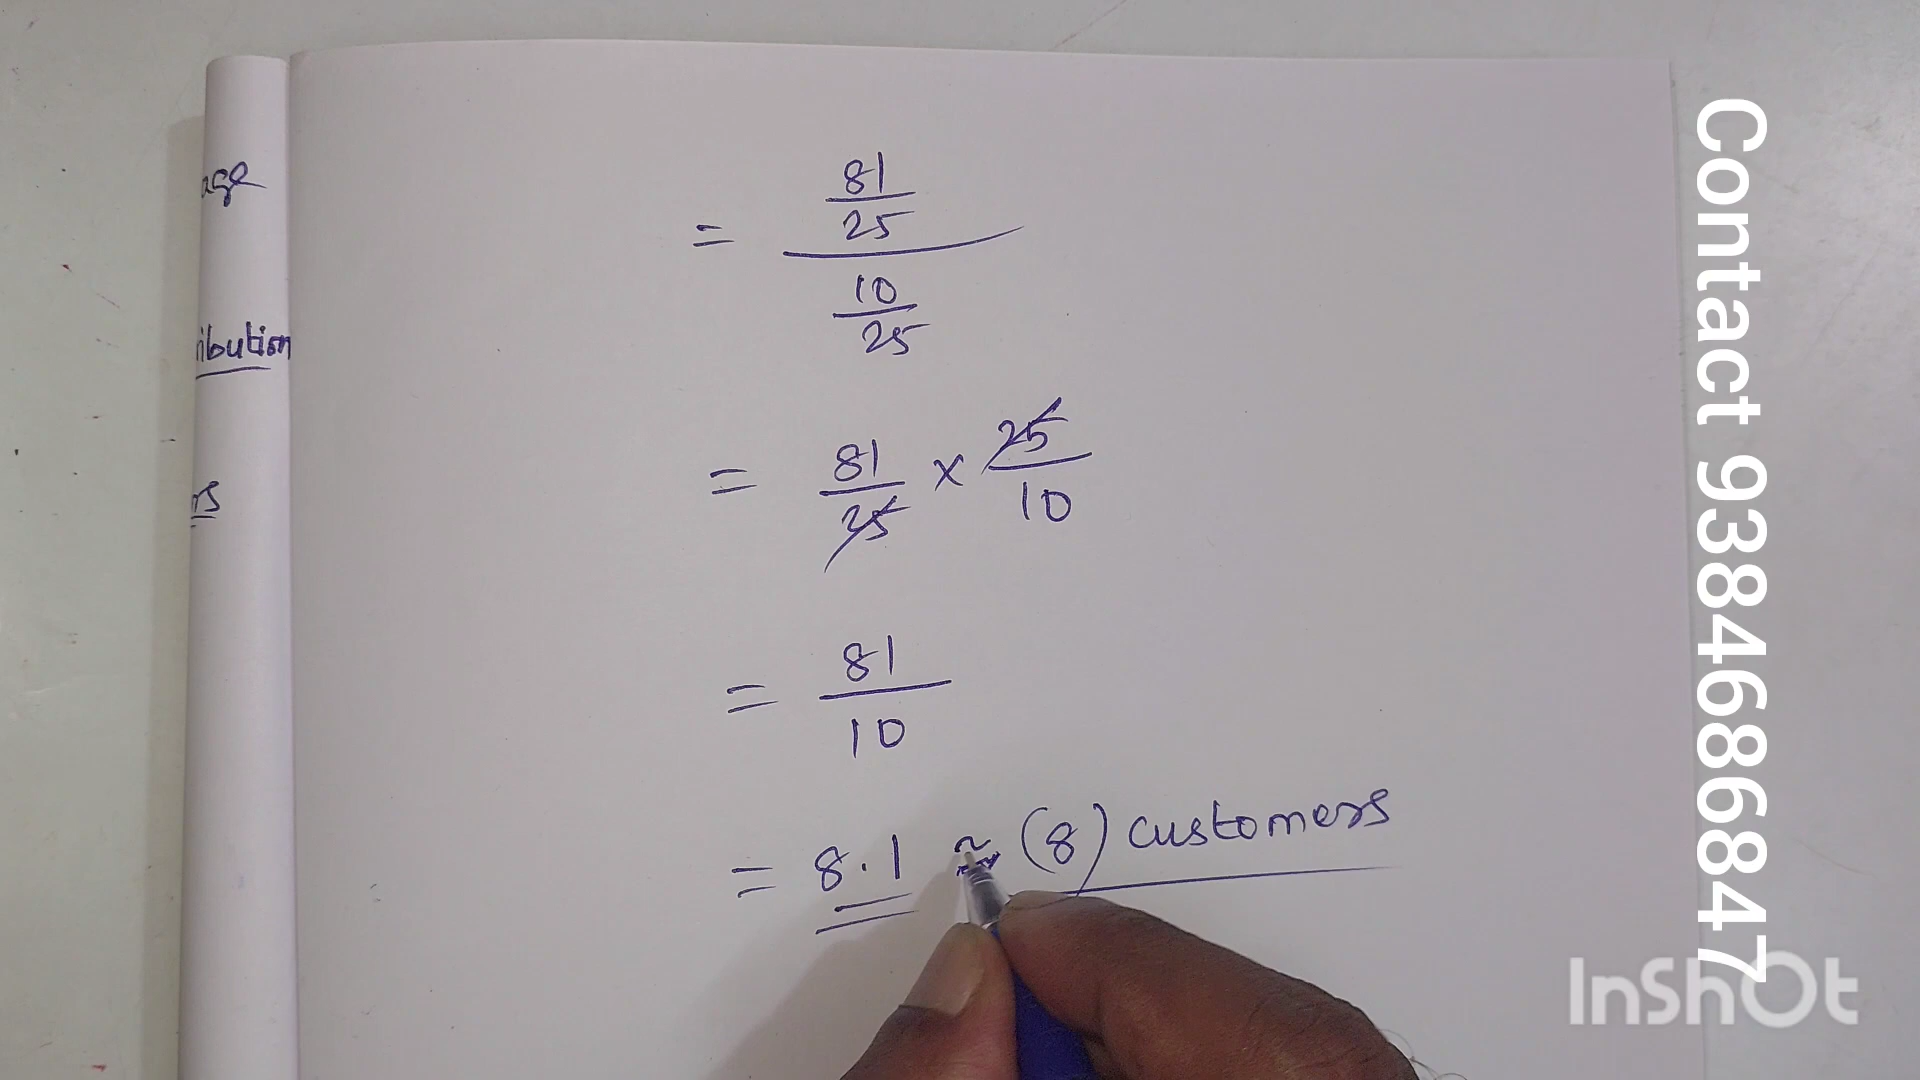 age
ribution
rs
= 81/25 / 10/25
= 81/25 × 25/10
= 81/10
= 8.1 ≈ (8) customers
Contact 9384686847
InShOt